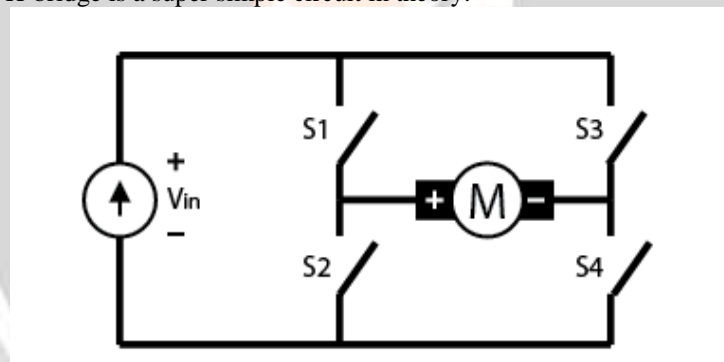 H-bridge is a super simple circuit in theory.
S1
S3
+
Vin
−
+ M −
S2
S4